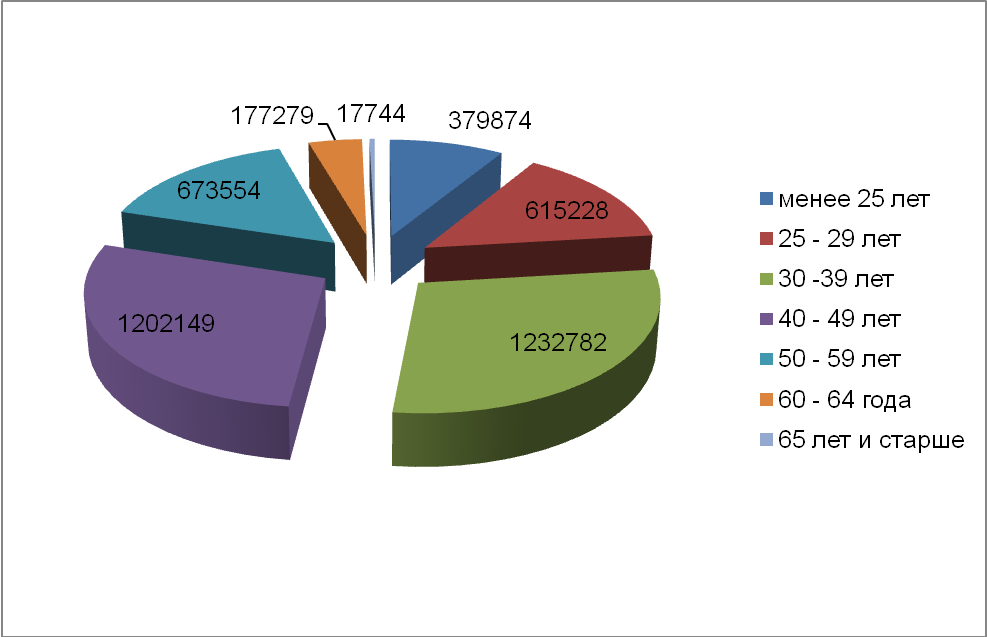 177279
17744
379874
673554
615228
1202149
1232782
менее 25 лет
25 - 29 лет
30 -39 лет
40 - 49 лет
50 - 59 лет
60 - 64 года
65 лет и старше